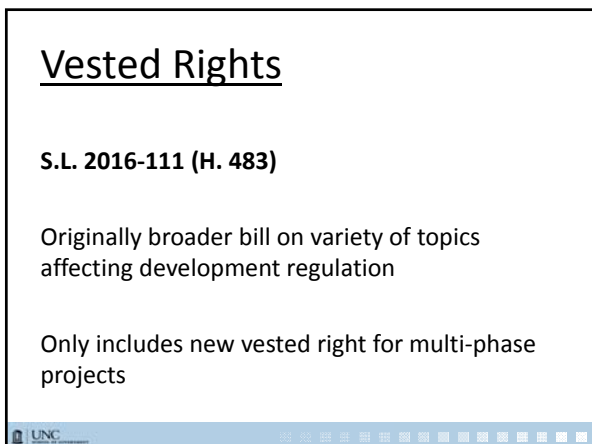 Vested Rights
S.L. 2016-111 (H. 483)
Originally broader bill on variety of topics
affecting development regulation
Only includes new vested right for multi-phase
projects
UNC